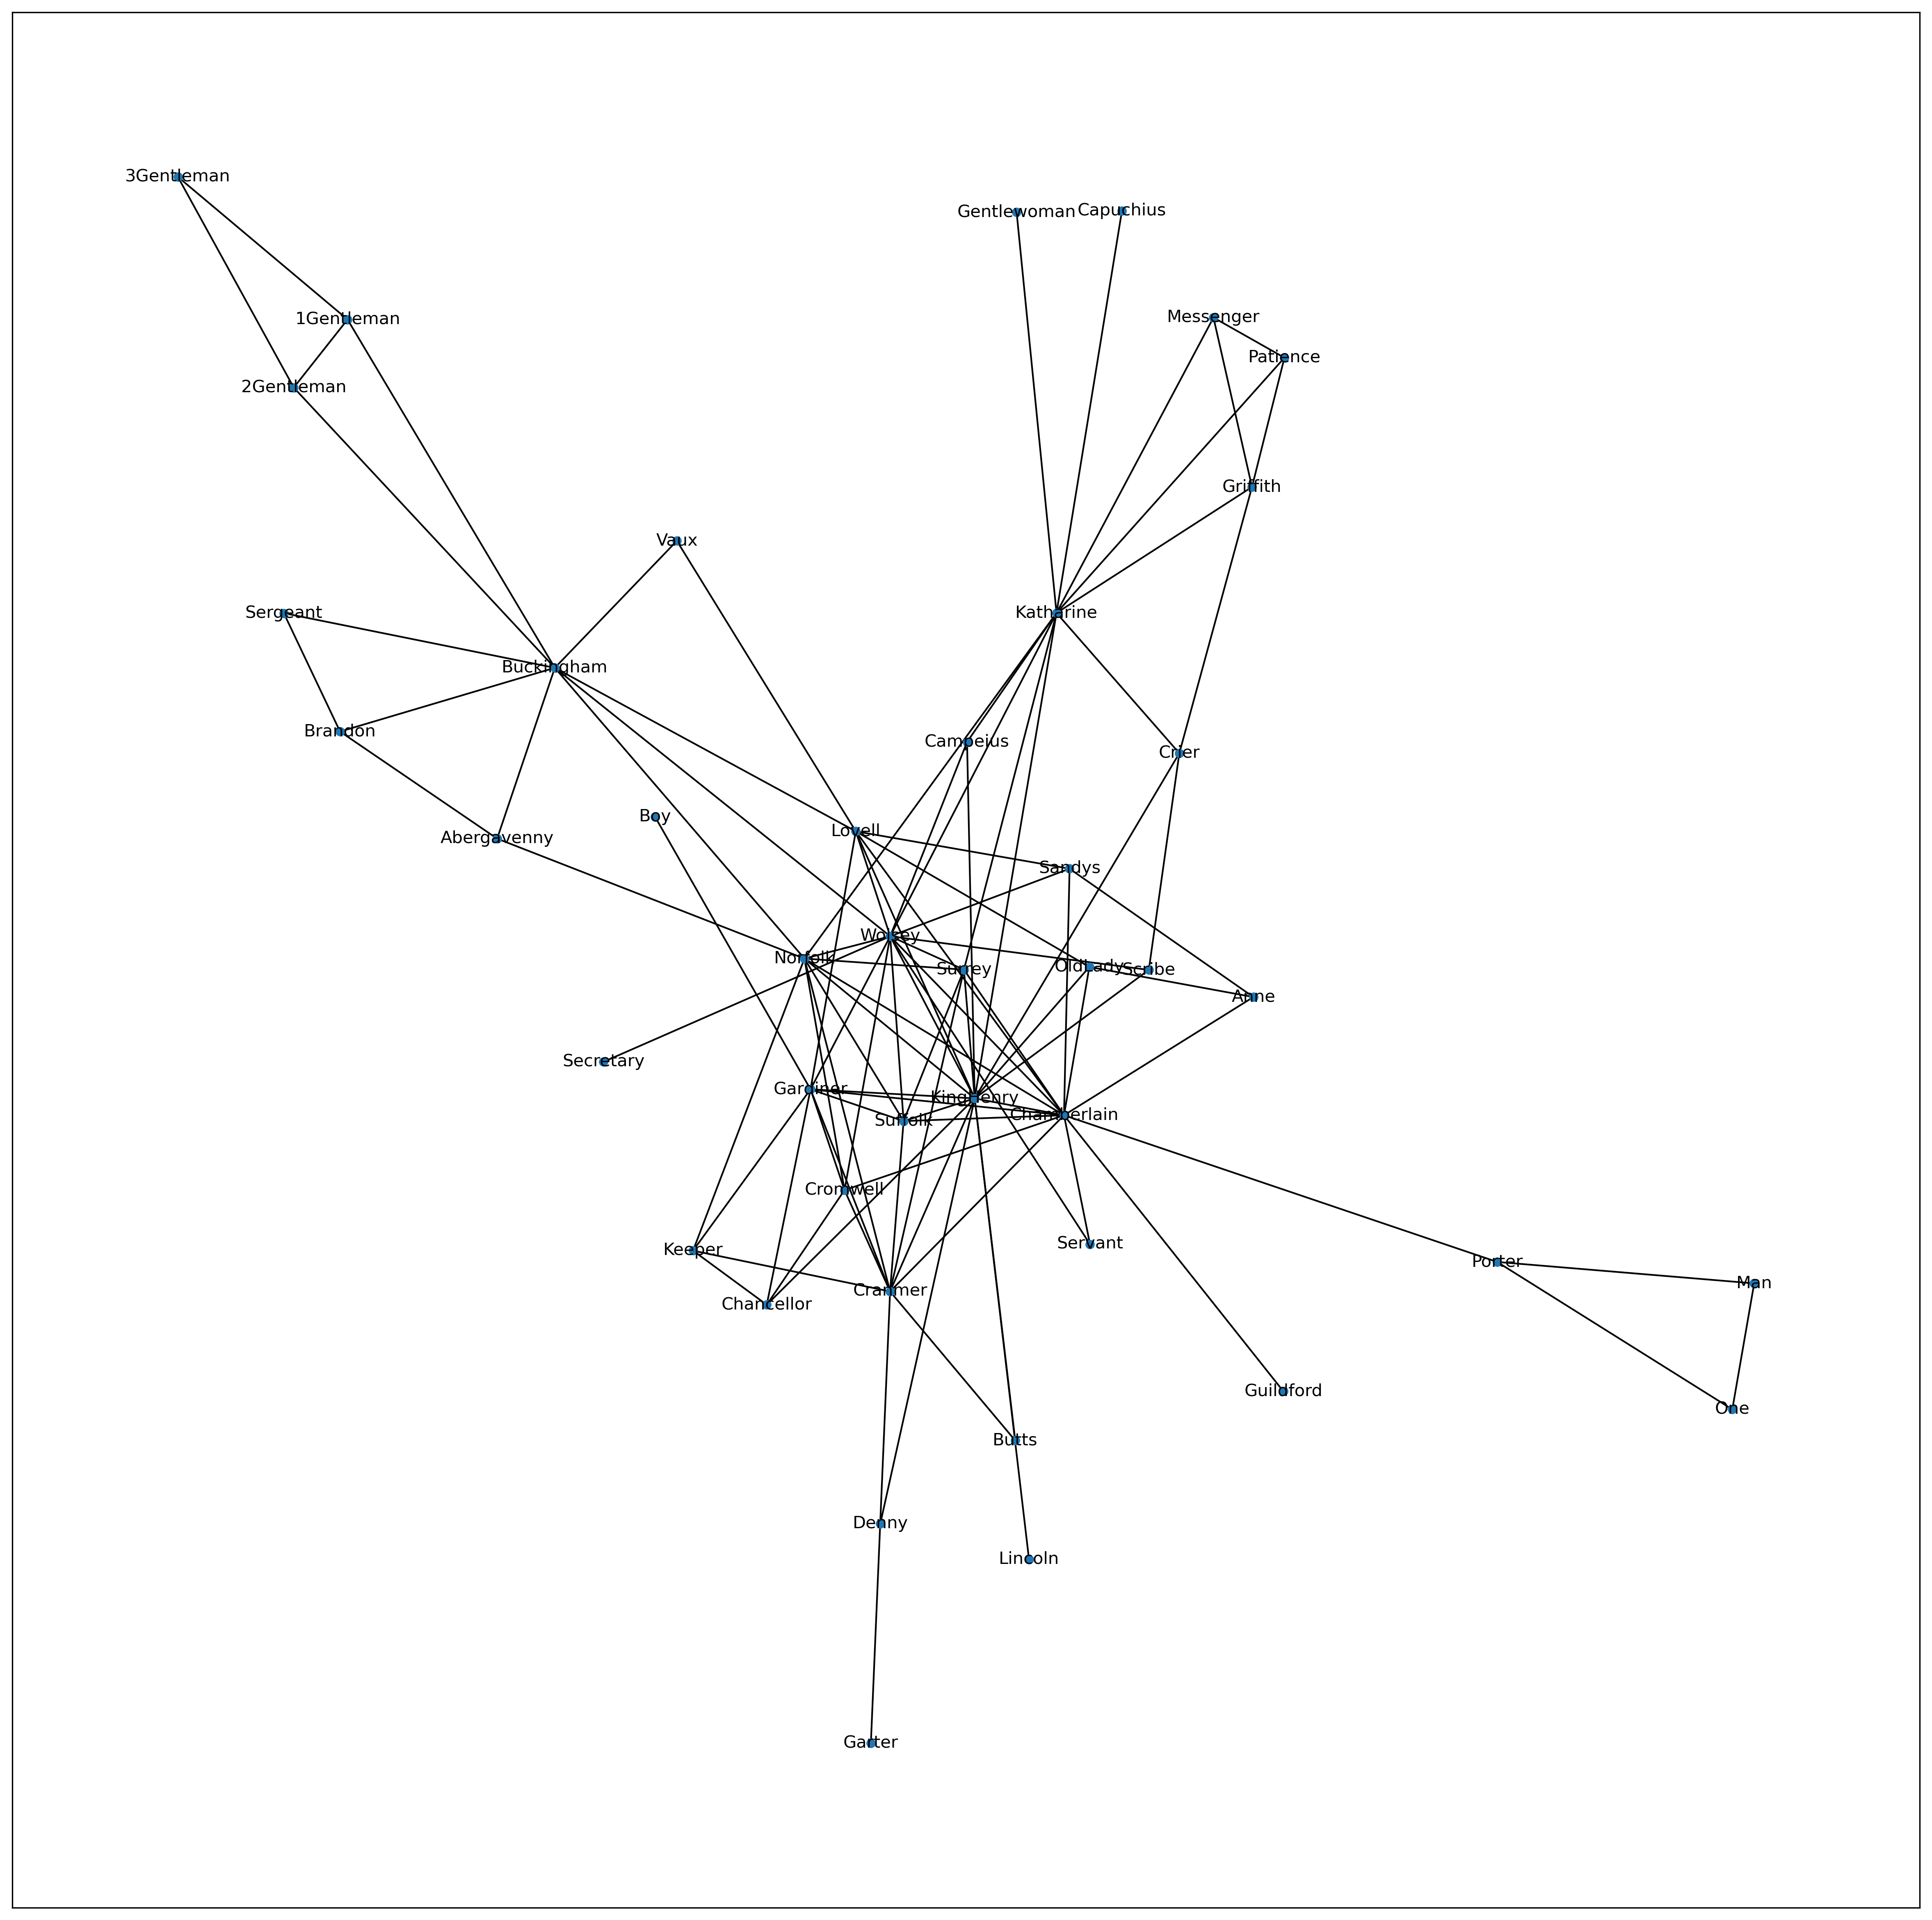 3Gentleman
Gentlewoman
Capuchius
Messenger
1Gentleman
Patience
2Gentleman
Griffith
Vaux
Sergeant
Katharine
Buckingham
Brandon
Campeius
Crier
Boy
Lovell
Abergavenny
Sandys
Wolsey
Norfolk
Surrey
OldLady
Scribe
Anne
Secretary
Gardiner
KingHenry
Chamberlain
Suffolk
Cromwell
Servant
Keeper
Porter
Man
Cranmer
Chancellor
Guildford
One
Butts
Denny
Lincoln
Garter